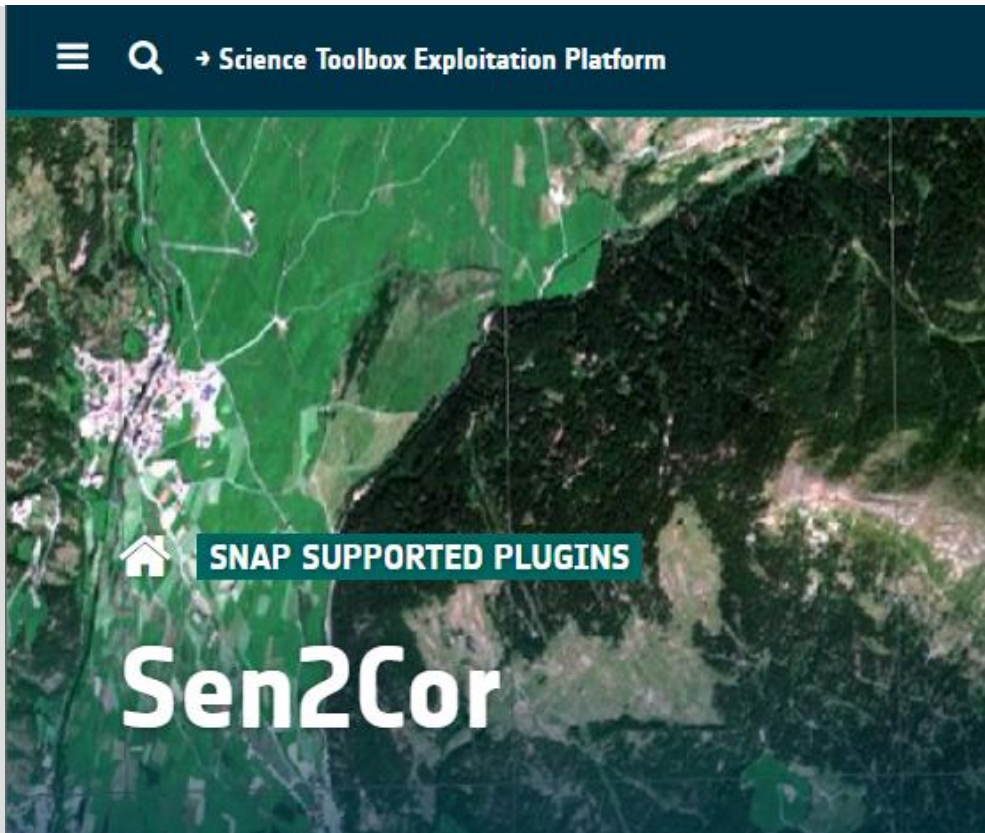 → Science Toolbox Exploitation Platform
SNAP SUPPORTED PLUGINS
Sen2Cor